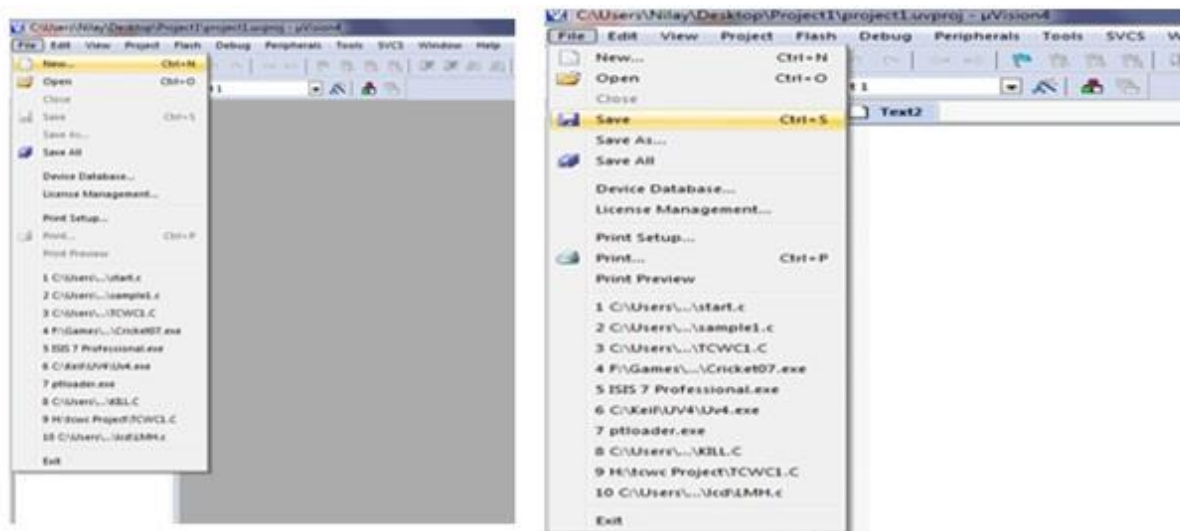 C:\Users\Nilay\Desktop\Project1\project1.uvproj - µVision4
File Edit View Project Flash Debug Peripherals Tools SVCS Window Help
New... Ctrl+N
Open Ctrl+O
Close
Save Ctrl+S
Save As...
Save All
Device Database...
License Management...
Print Setup...
Print... Ctrl+P
Print Preview
1 C:\Users\...\start.c
2 C:\Users\...\sample1.c
3 C:\Users\...\TCWC1.C
4 F:\Games\...\Cricket07.exe
5 ISIS 7 Professional.exe
6 C:\Keil\UV4\Uv4.exe
7 ptloader.exe
8 C:\Users\...\KILL.C
9 H:\tcwc Project\TCWC1.C
10 C:\Users\...\lcd\LMH.c
Exit
C:\Users\Nilay\Desktop\Project1\project1.uvproj - µVision4
File Edit View Project Flash Debug Peripherals Tools SVCS W
New... Ctrl+N
Open Ctrl+O
Close
t 1
Text2
Save Ctrl+S
Save As...
Save All
Device Database...
License Management...
Print Setup...
Print... Ctrl+P
Print Preview
1 C:\Users\...\start.c
2 C:\Users\...\sample1.c
3 C:\Users\...\TCWC1.C
4 F:\Games\...\Cricket07.exe
5 ISIS 7 Professional.exe
6 C:\Keil\UV4\Uv4.exe
7 ptloader.exe
8 C:\Users\...\KILL.C
9 H:\tcwc Project\TCWC1.C
10 C:\Users\...\lcd\LMH.c
Exit